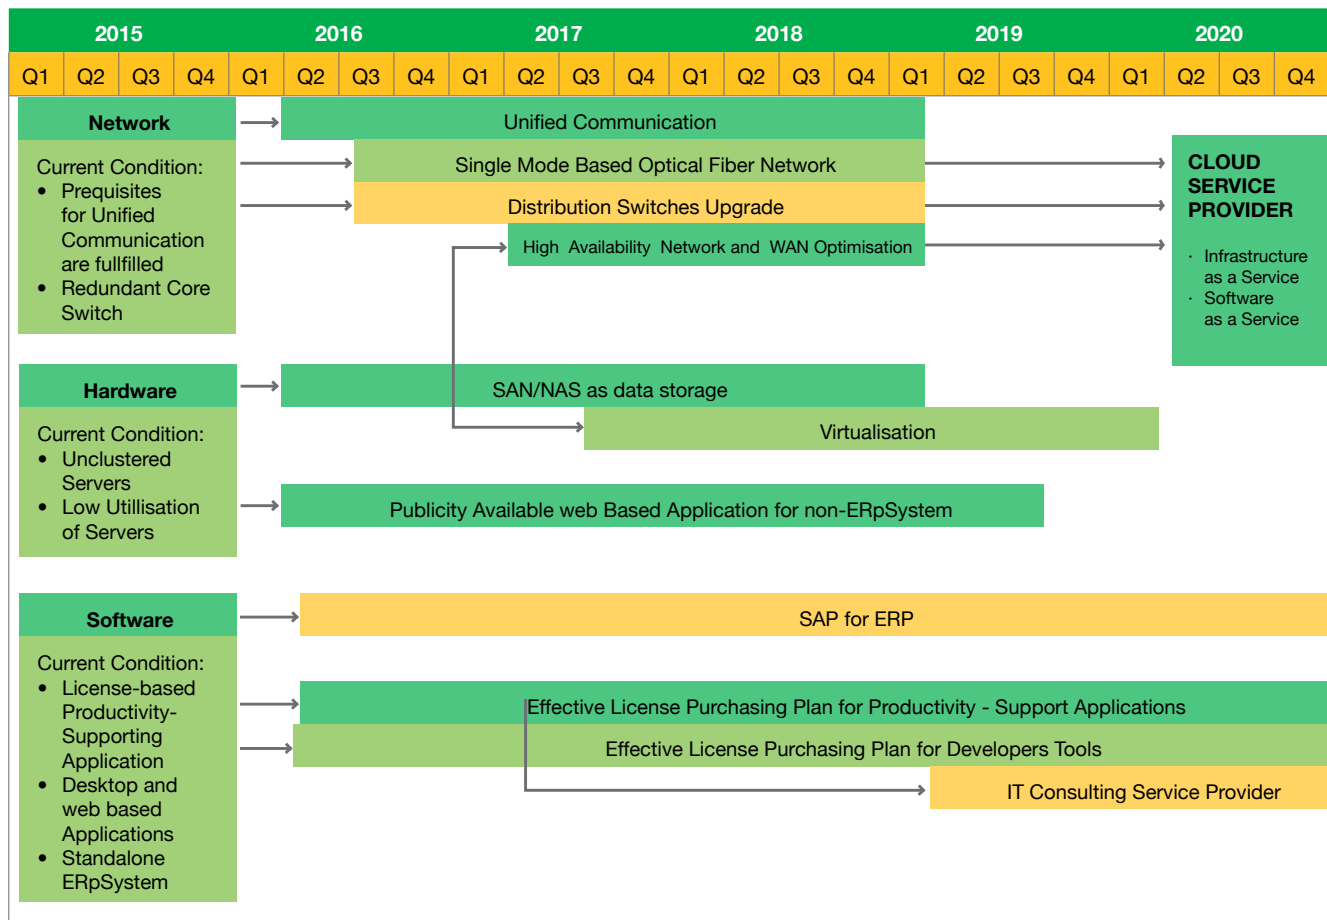 2015 2016 2017 2018 2019 2020
Q1 Q2 Q3 Q4 Q1 Q2 Q3 Q4 Q1 Q2 Q3 Q4 Q1 Q2 Q3 Q4 Q1 Q2 Q3 Q4 Q1 Q2 Q3 Q4
Network
Current Condition:
• Prequisites
for Unified
Communication
are fullfilled
• Redundant Core
Switch
Unified Communication
Single Mode Based Optical Fiber Network
Distribution Switches Upgrade
High Availability Network and WAN Optimisation
CLOUD
SERVICE
PROVIDER
· Infrastructure
as a Service
· Software
as a Service
Hardware
Current Condition:
• Unclustered
Servers
• Low Utillisation
of Servers
SAN/NAS as data storage
Virtualisation
Publicity Available web Based Application for non-ERpSystem
Software
Current Condition:
• License-based
Productivity-
Supporting
Application
• Desktop and
web based
Applications
• Standalone
ERpSystem
SAP for ERP
Effective License Purchasing Plan for Productivity - Support Applications
Effective License Purchasing Plan for Developers Tools
IT Consulting Service Provider